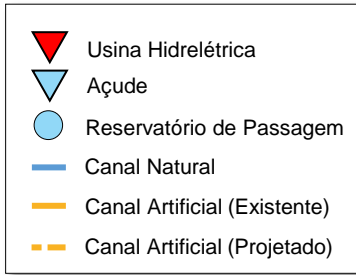 Usina Hidrelétrica
Açude
Reservatório de Passagem
Canal Natural
Canal Artificial (Existente)
Canal Artificial (Projetado)